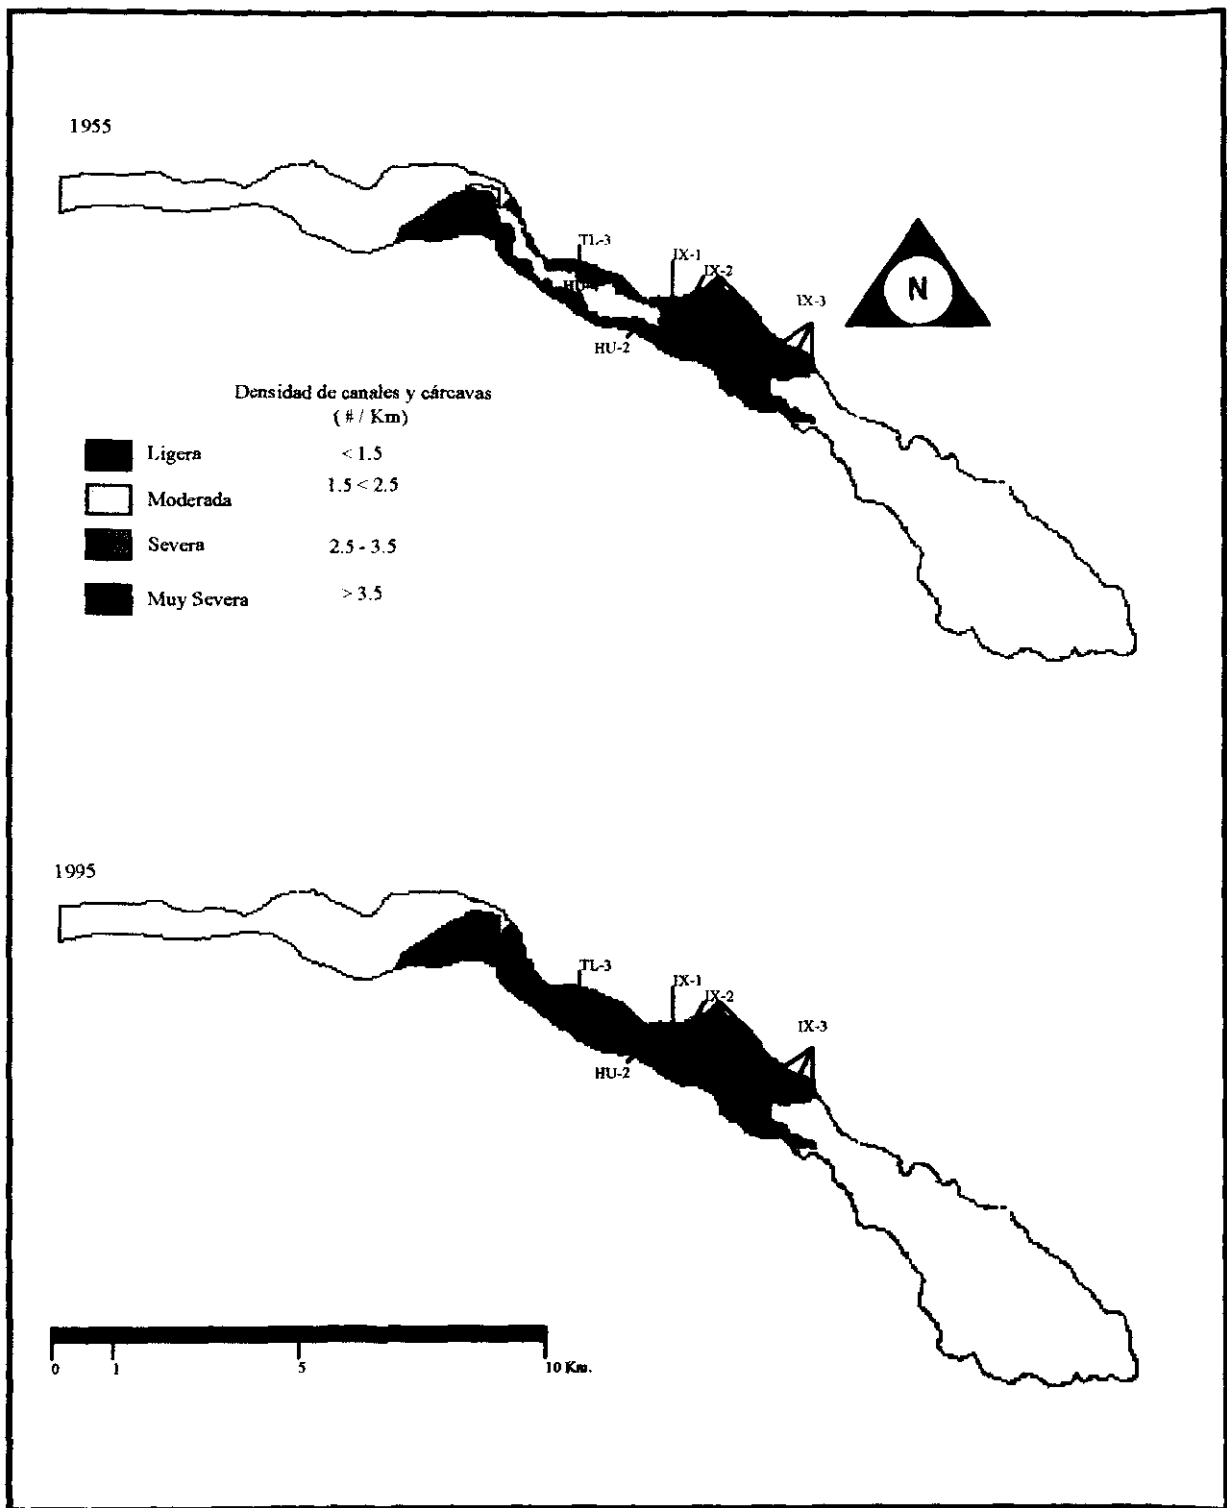 1955
TL-3
IX-1
IX-2
IX-3
HU-2
N
Densidad de canales y cárcavas
( # / Km)
Ligera < 1.5
Moderada 1.5 < 2.5
Severa 2.5 - 3.5
Muy Severa > 3.5
1995
TL-3
IX-1
IX-2
IX-3
HU-2
0 1 5 10 Km.